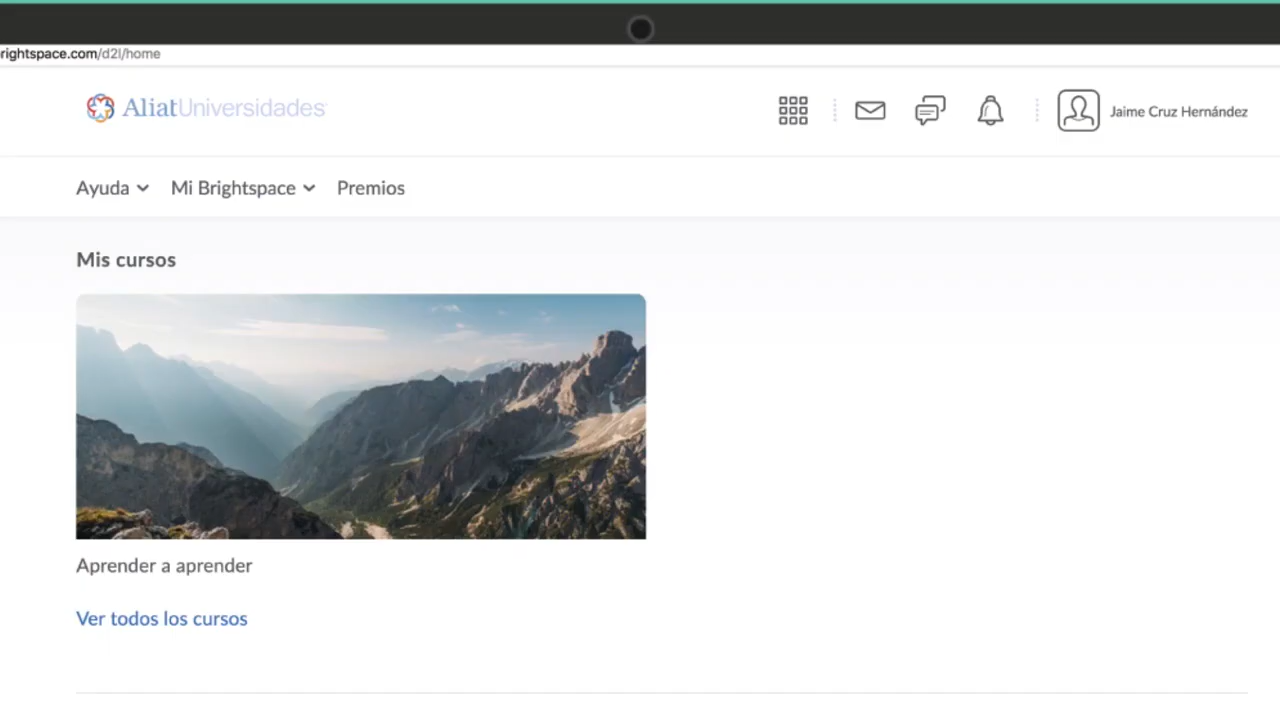 rightspace.com/d2l/home
AliatUniversidades
Jaime Cruz Hernández
Ayuda
Mi Brightspace
Premios
Mis cursos
Aprender a aprender
Ver todos los cursos